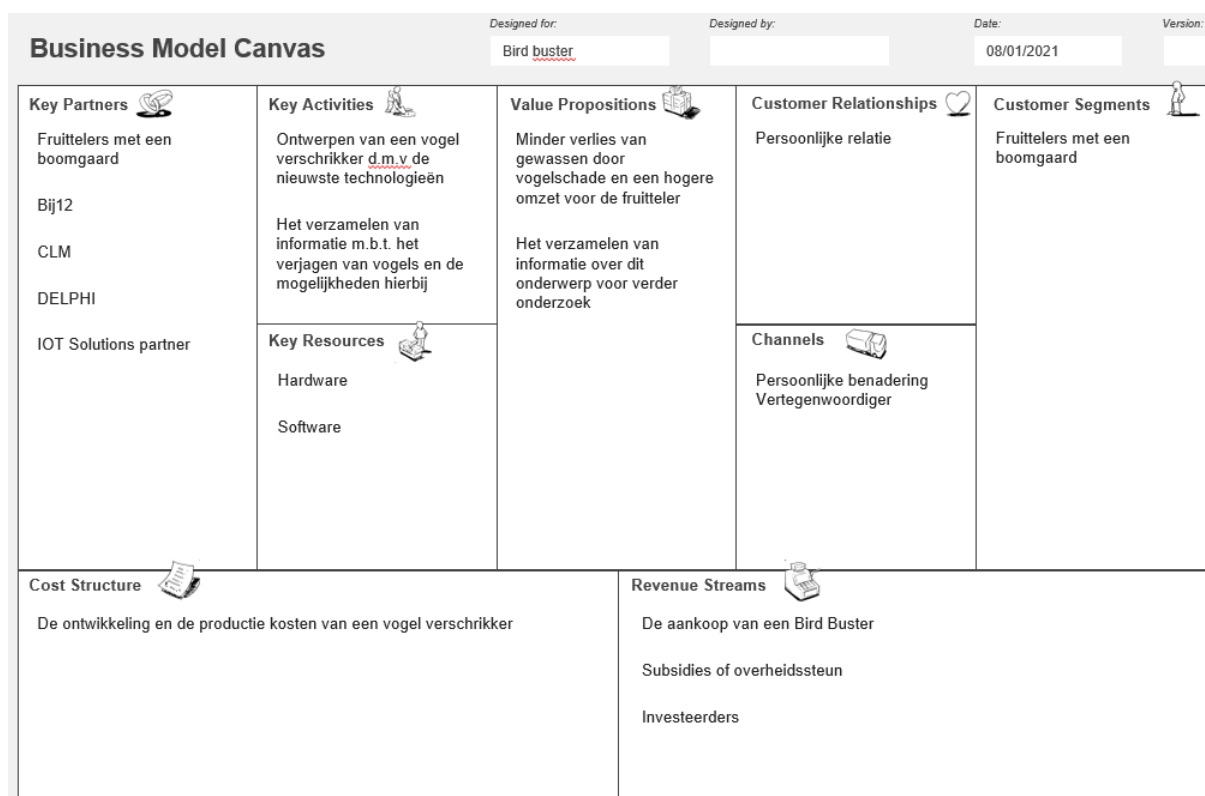 Designed for:
Designed by:
Date:
Version:
Business Model Canvas
Bird buster
08/01/2021
Key Partners
Fruittelers met een
boomgaard
Bij12
CLM
DELPHI
IOT Solutions partner
Key Activities
Ontwerpen van een vogel
verschrikker d.m.v de
nieuwste technologieën
Het verzamelen van
informatie m.b.t. het
verjagen van vogels en de
mogelijkheden hierbij
Key Resources
Hardware
Software
Value Propositions
Minder verlies van
gewassen door
vogelschade en een hogere
omzet voor de fruitteler
Het verzamelen van
informatie over dit
onderwerp voor verder
onderzoek
Customer Relationships
Persoonlijke relatie
Channels
Persoonlijke benadering
Vertegenwoordiger
Customer Segments
Fruittelers met een
boomgaard
Cost Structure
De ontwikkeling en de productie kosten van een vogel verschrikker
Revenue Streams
De aankoop van een Bird Buster
Subsidies of overheidssteun
Investeerders